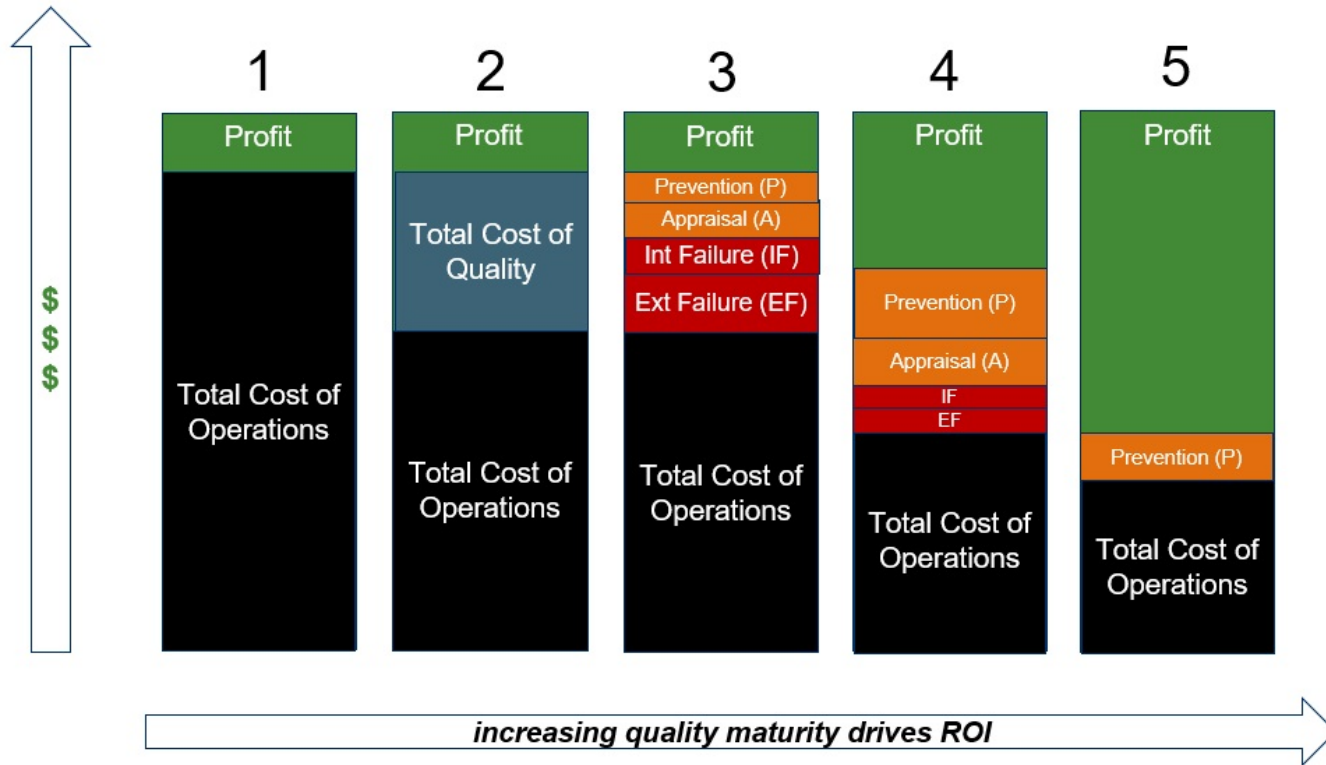 1
2
3
4
5
$
$
$
Profit
Total Cost of
Operations
Profit
Total Cost of
Quality
Total Cost of
Operations
Profit
Prevention (P)
Appraisal (A)
Int Failure (IF)
Ext Failure (EF)
Total Cost of
Operations
Profit
Prevention (P)
Appraisal (A)
IF
EF
Total Cost of
Operations
Profit
Prevention (P)
Total Cost of
Operations
increasing quality maturity drives ROI